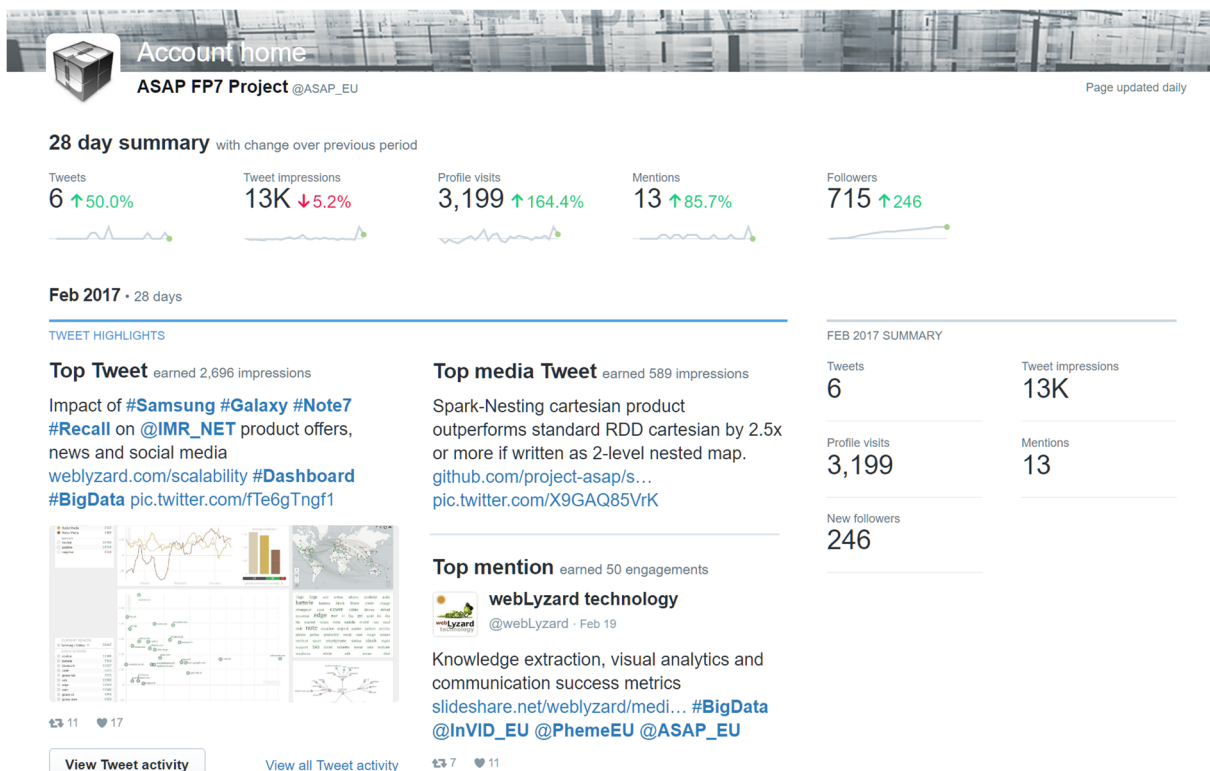 Account home
ASAP FP7 Project @ASAP_EU
Page updated daily
28 day summary with change over previous period
Tweets
6 ↑50.0%
Tweet impressions
13K ↓5.2%
Profile visits
3,199 ↑164.4%
Mentions
13 ↑85.7%
Followers
715 ↑246
Feb 2017 • 28 days
TWEET HIGHLIGHTS
Top Tweet earned 2,696 impressions
Impact of #Samsung #Galaxy #Note7
#Recall on @IMR_NET product offers,
news and social media
weblyzard.com/scalability #Dashboard
#BigData pic.twitter.com/fTe6gTngf1
11 17
View Tweet activity
View all Tweet activity
Top media Tweet earned 589 impressions
Spark-Nesting cartesian product
outperforms standard RDD cartesian by 2.5x
or more if written as 2-level nested map.
github.com/project-asap/s…
pic.twitter.com/X9GAQ85VrK
Top mention earned 50 engagements
webLyzard
technology
webLyzard technology
@webLyzard · Feb 19
Knowledge extraction, visual analytics and
communication success metrics
slideshare.net/weblyzard/medi… #BigData
@InVID_EU @PhemeEU @ASAP_EU
7 11
FEB 2017 SUMMARY
Tweets
6
Tweet impressions
13K
Profile visits
3,199
Mentions
13
New followers
246